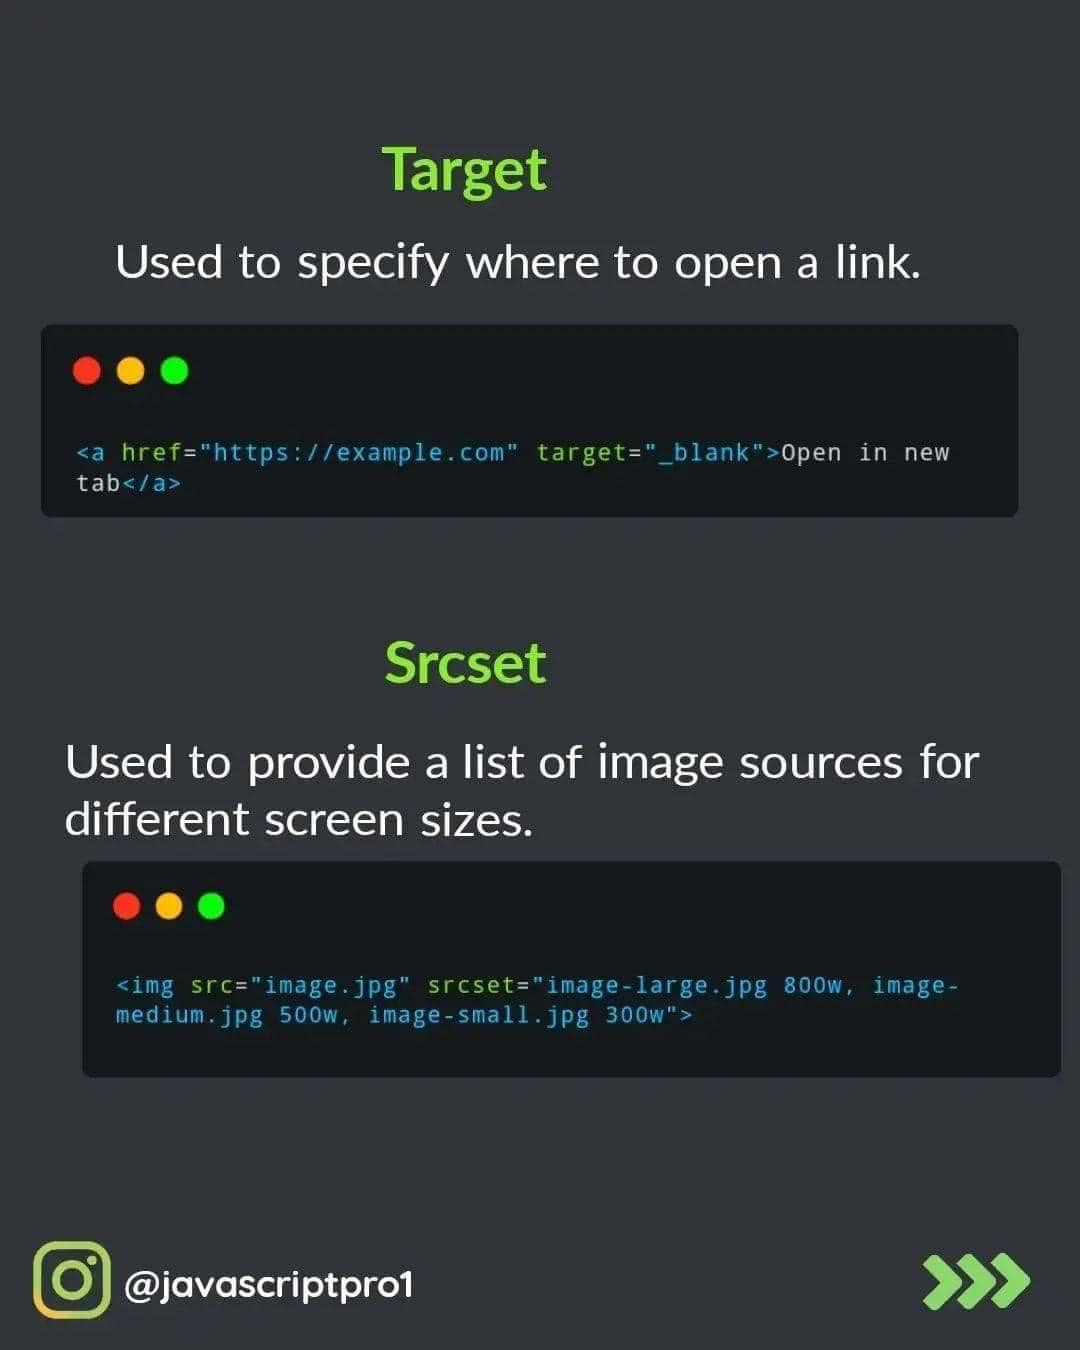 Target
Used to specify where to open a link.
<a href="https://example.com" target="_blank">Open in new
tab</a>
Srcset
Used to provide a list of image sources for
different screen sizes.
<img src="image.jpg" srcset="image-large.jpg 800w, image-
medium.jpg 500w, image-small.jpg 300w">
@javascriptpro1